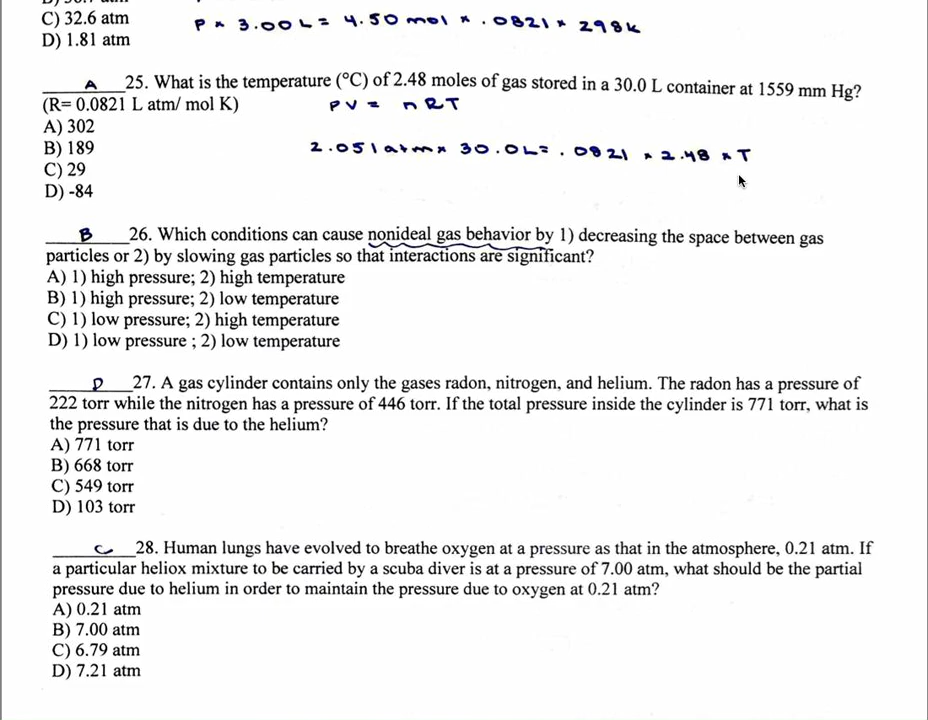 C) 32.6 atm
P × 3.00 L = 4.50 mol × .0821 × 298K
D) 1.81 atm
A 25. What is the temperature (°C) of 2.48 moles of gas stored in a 30.0 L container at 1559 mm Hg?
(R= 0.0821 L atm/ mol K)
PV = nRT
A) 302
B) 189
2.051atm× 30.0L= .0821 × 2.48 × T
C) 29
D) -84
B 26. Which conditions can cause nonideal gas behavior by 1) decreasing the space between gas
particles or 2) by slowing gas particles so that interactions are significant?
A) 1) high pressure; 2) high temperature
B) 1) high pressure; 2) low temperature
C) 1) low pressure; 2) high temperature
D) 1) low pressure ; 2) low temperature
D 27. A gas cylinder contains only the gases radon, nitrogen, and helium. The radon has a pressure of
222 torr while the nitrogen has a pressure of 446 torr. If the total pressure inside the cylinder is 771 torr, what is
the pressure that is due to the helium?
A) 771 torr
B) 668 torr
C) 549 torr
D) 103 torr
C 28. Human lungs have evolved to breathe oxygen at a pressure as that in the atmosphere, 0.21 atm. If
a particular heliox mixture to be carried by a scuba diver is at a pressure of 7.00 atm, what should be the partial
pressure due to helium in order to maintain the pressure due to oxygen at 0.21 atm?
A) 0.21 atm
B) 7.00 atm
C) 6.79 atm
D) 7.21 atm